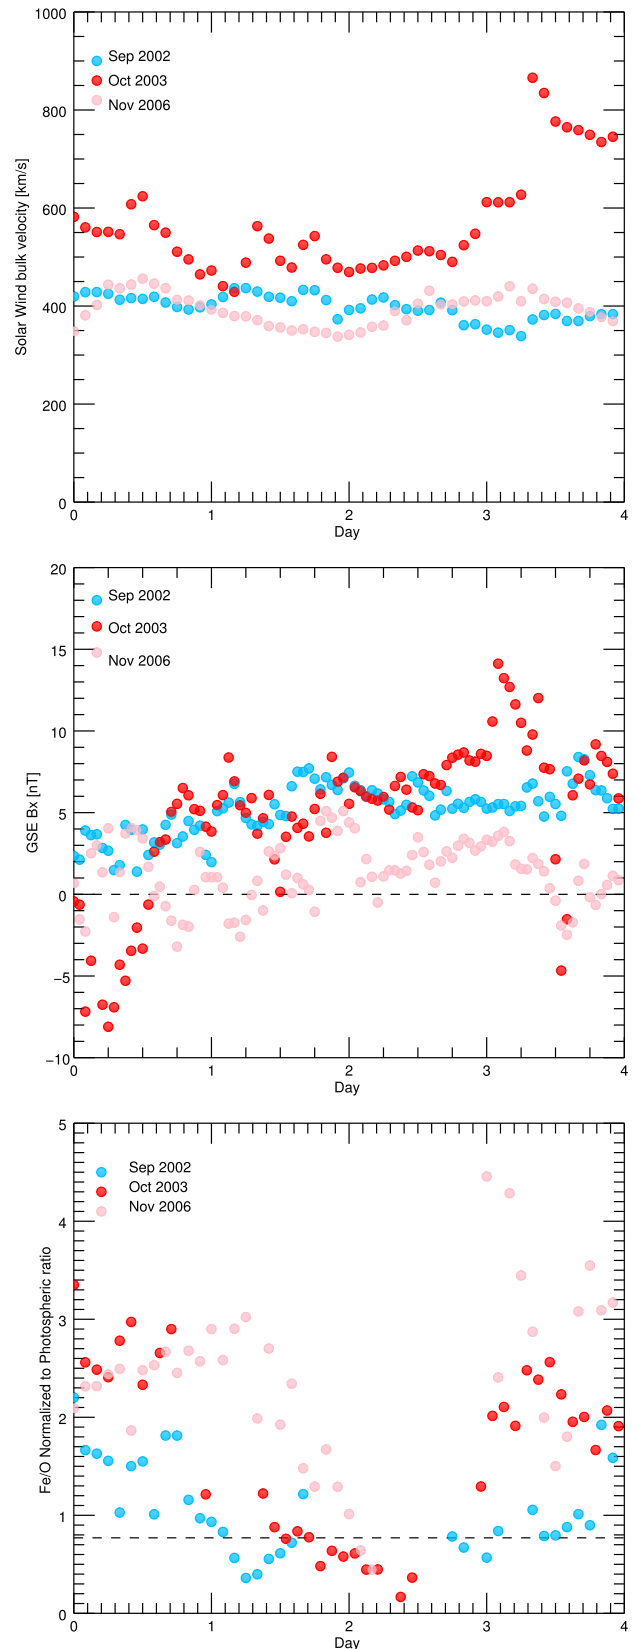 1000
Sep 2002
Oct 2003
Nov 2006
800
600
400
200
0
Solar Wind bulk velocity [km/s]
0 1 2 3 4
Day
20
Sep 2002
Oct 2003
Nov 2006
15
10
5
0
−5
−10
GSE Bx [nT]
0 1 2 3 4
Day
5
Sep 2002
Oct 2003
Nov 2006
4
3
2
1
0
Fe/O Normalized to Photospheric ratio
0 1 2 3 4
Day